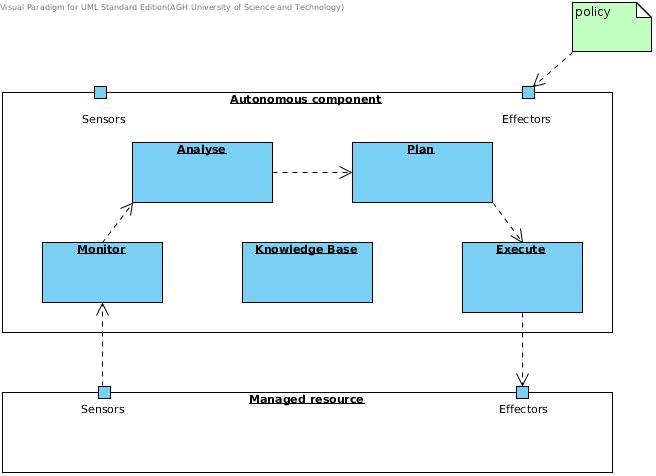 Visual Paradigm for UML Standard Edition(AGH University of Science and Technology)
policy
Autonomous component
Sensors
Effectors
Analyse
Plan
Monitor
Knowledge Base
Execute
Managed resource
Sensors
Effectors